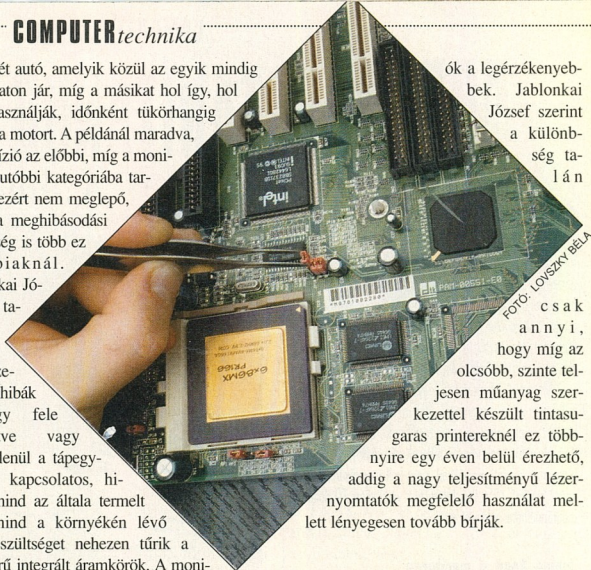 COMPUTERtechnika
ét autó, amelyik közül az egyik mindig
aton jár, míg a másikat hol így, hol
asználják, időnként tükörhangig
a motort. A példánál maradva,
ízió az előbbi, míg a moni-
utóbbi kategóriába tar-
ezért nem meglepő,
a meghibásodási
ség is több ez
piaknál.
kai Jó-
ta-
ze-
hibák
gy fele
ve vagy
lenül a tápegy-
kapcsolatos, hi-
mind az általa termelt
mind a környékén lévő
szültséget nehezen tűrik a
rű integrált áramkörök. A moni-
ók a legérzékenyeb-
bek. Jablonkai
József szerint
a különb-
ség ta-
lán
csak
annyi,
hogy míg az
olcsóbb, szinte tel-
jesen műanyag szer-
kezettel készült tintasu-
garas printereknél ez több-
nyire egy éven belül érezhető,
addig a nagy teljesítményű lézer-
nyomtatók megfelelő használat mel-
lett lényegesen tovább bírják.
FOTÓ: LOVSZKY BÉLA
intel
6x86MX
PR166